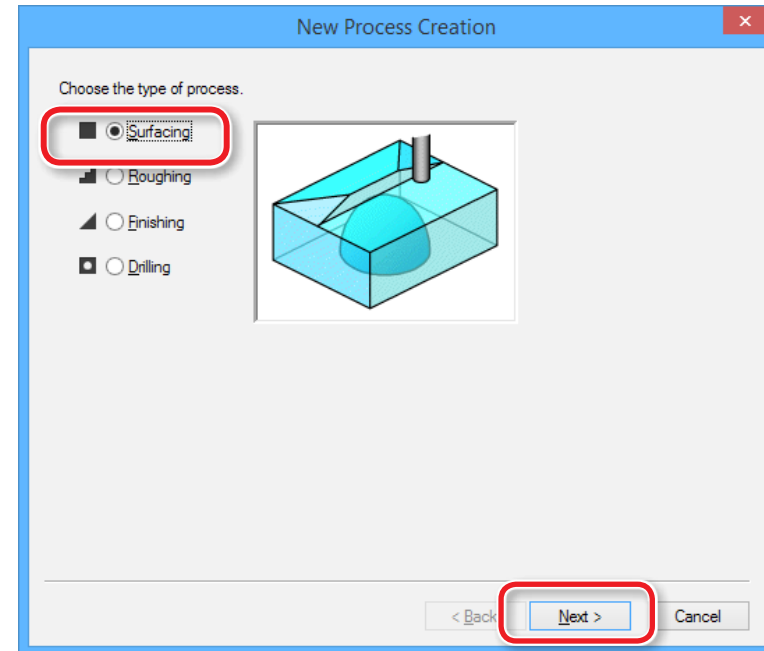 New Process Creation
Choose the type of process.
Surfacing
Roughing
Finishing
Drilling
< Back
Next >
Cancel